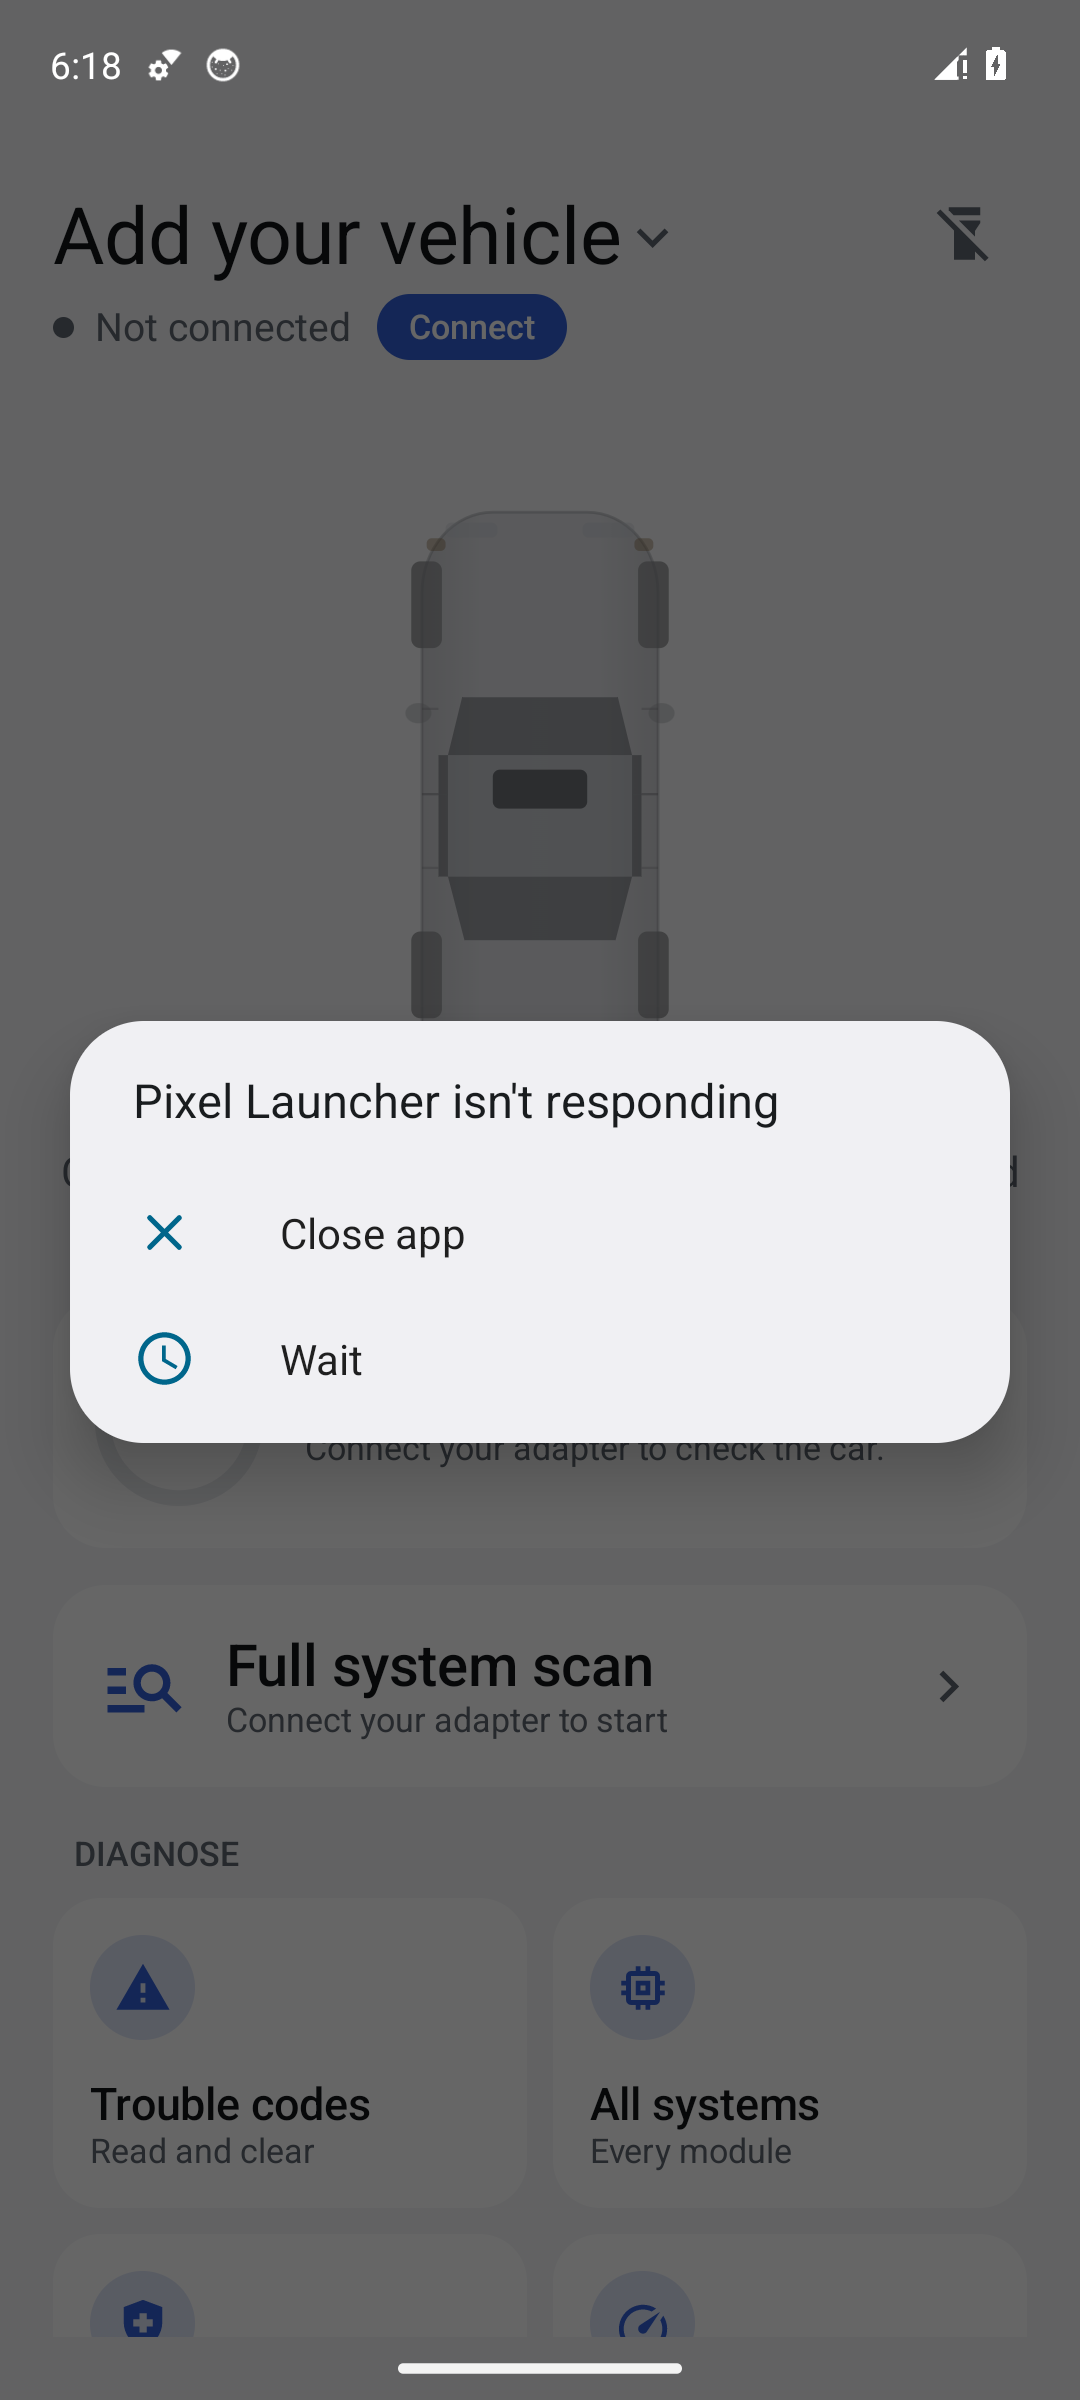 6:18
Add your vehicle
Not connected
Connect
Pixel Launcher isn't responding
Close app
Wait
Connect your adapter to check the car.
Full system scan
Connect your adapter to start
DIAGNOSE
Trouble codes
Read and clear
All systems
Every module